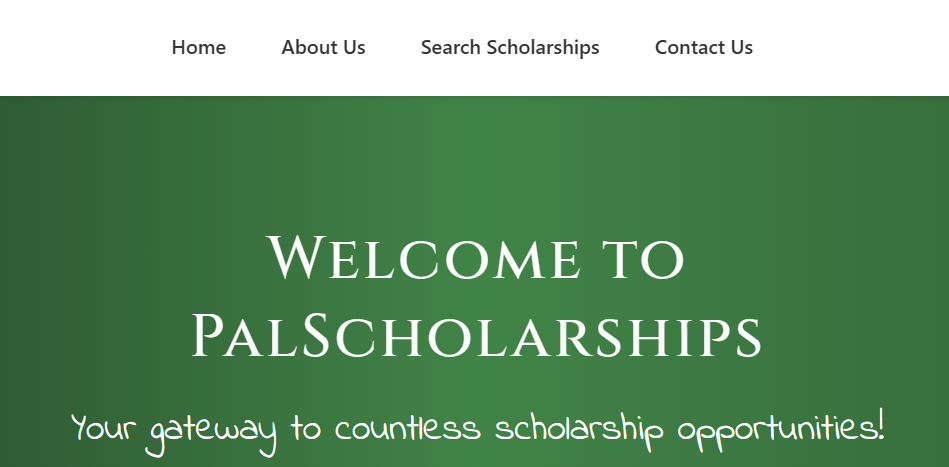 Home About Us Search Scholarships Contact Us
Welcome to
PalScholarships
Your gateway to countless scholarship opportunities!